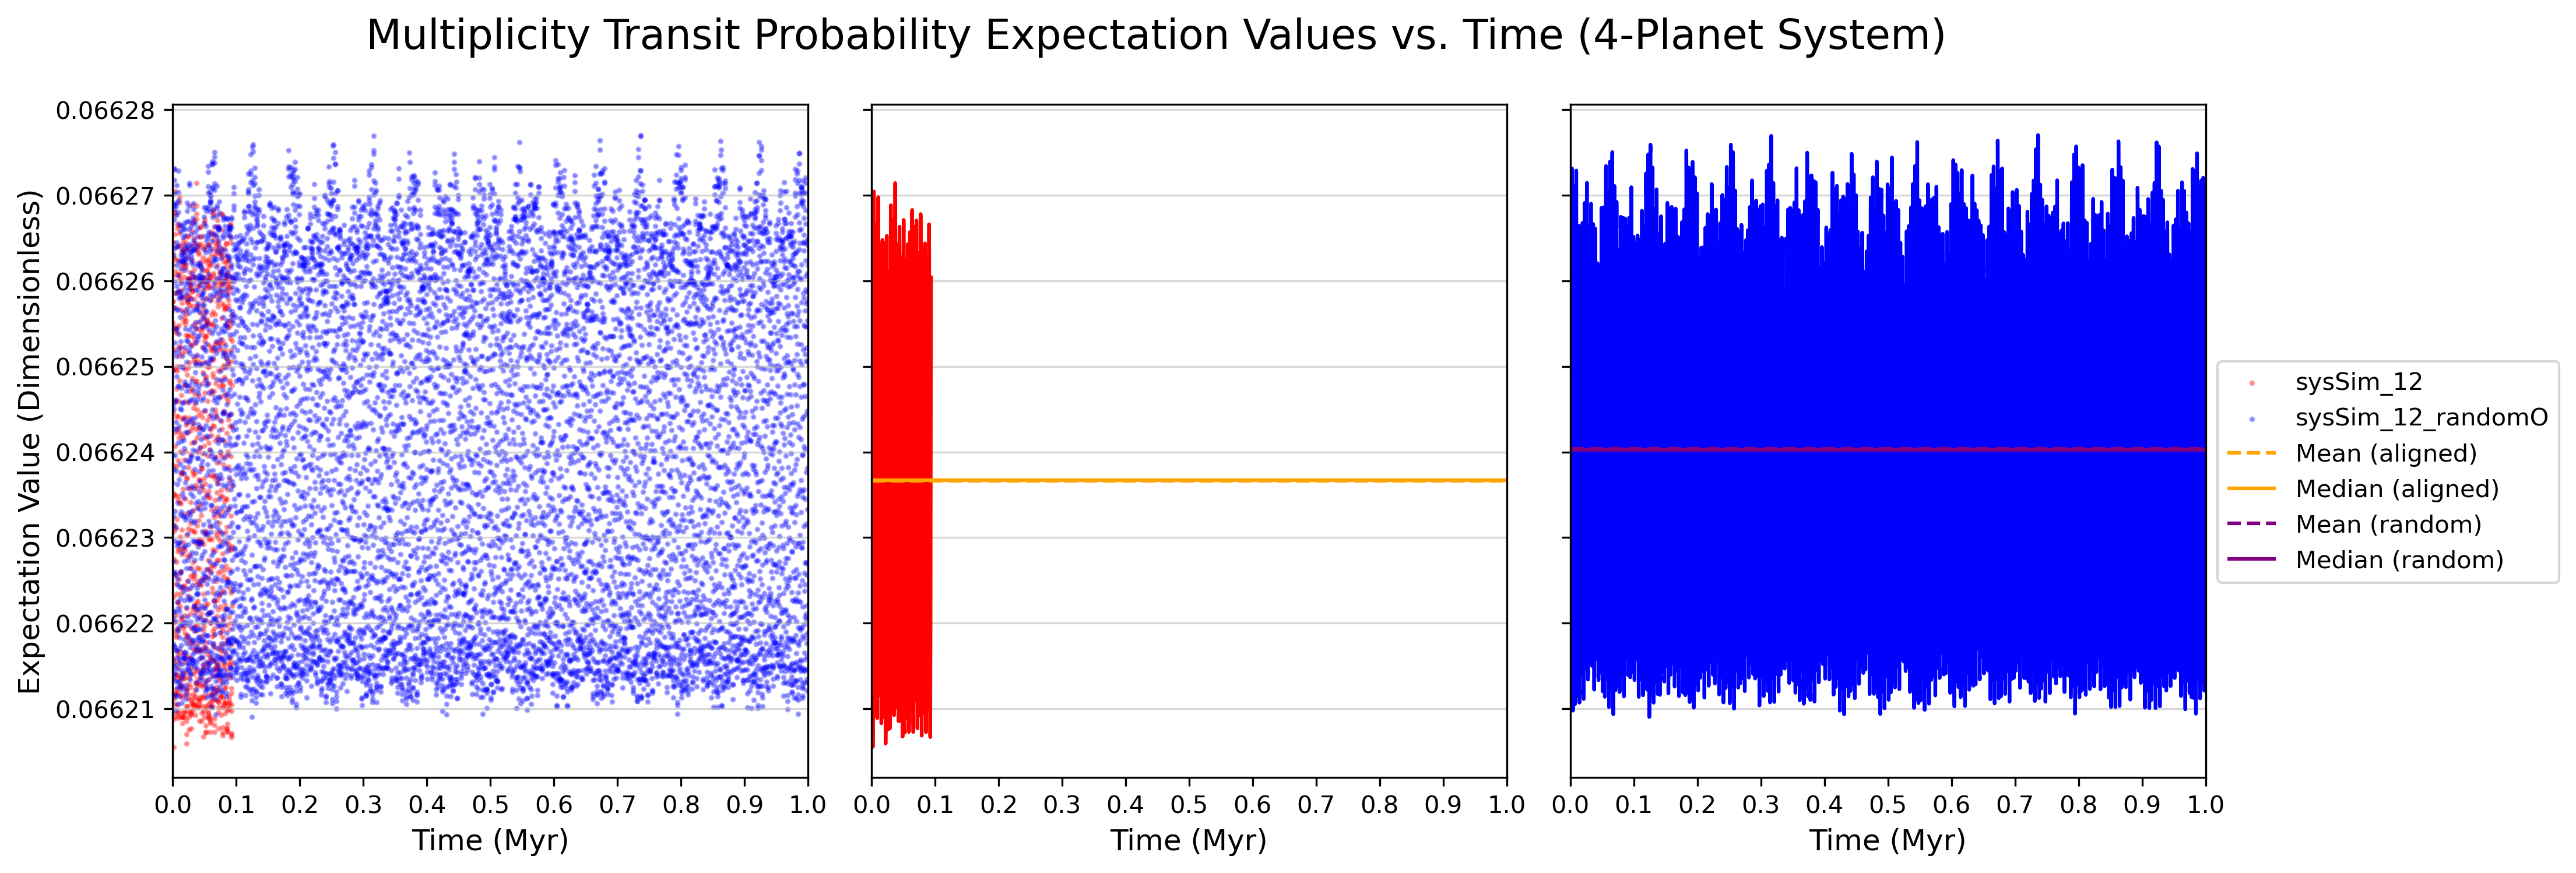 Multiplicity Transit Probability Expectation Values vs. Time (4-Planet System)
Expectation Value (Dimensionless)
0.06628
0.06627
0.06626
0.06625
0.06624
0.06623
0.06622
0.06621
0.0 0.1 0.2 0.3 0.4 0.5 0.6 0.7 0.8 0.9 1.0
Time (Myr)
0.0 0.1 0.2 0.3 0.4 0.5 0.6 0.7 0.8 0.9 1.0
Time (Myr)
0.0 0.1 0.2 0.3 0.4 0.5 0.6 0.7 0.8 0.9 1.0
Time (Myr)
sysSim_12
sysSim_12_randomO
Mean (aligned)
Median (aligned)
Mean (random)
Median (random)